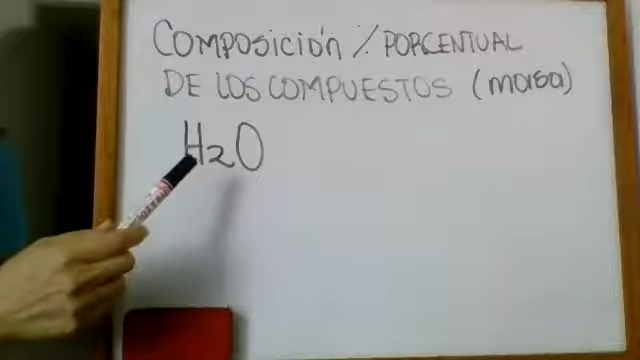 Composición % PORCENTUAL
DE LOS COMPUESTOS (masa)
H₂O